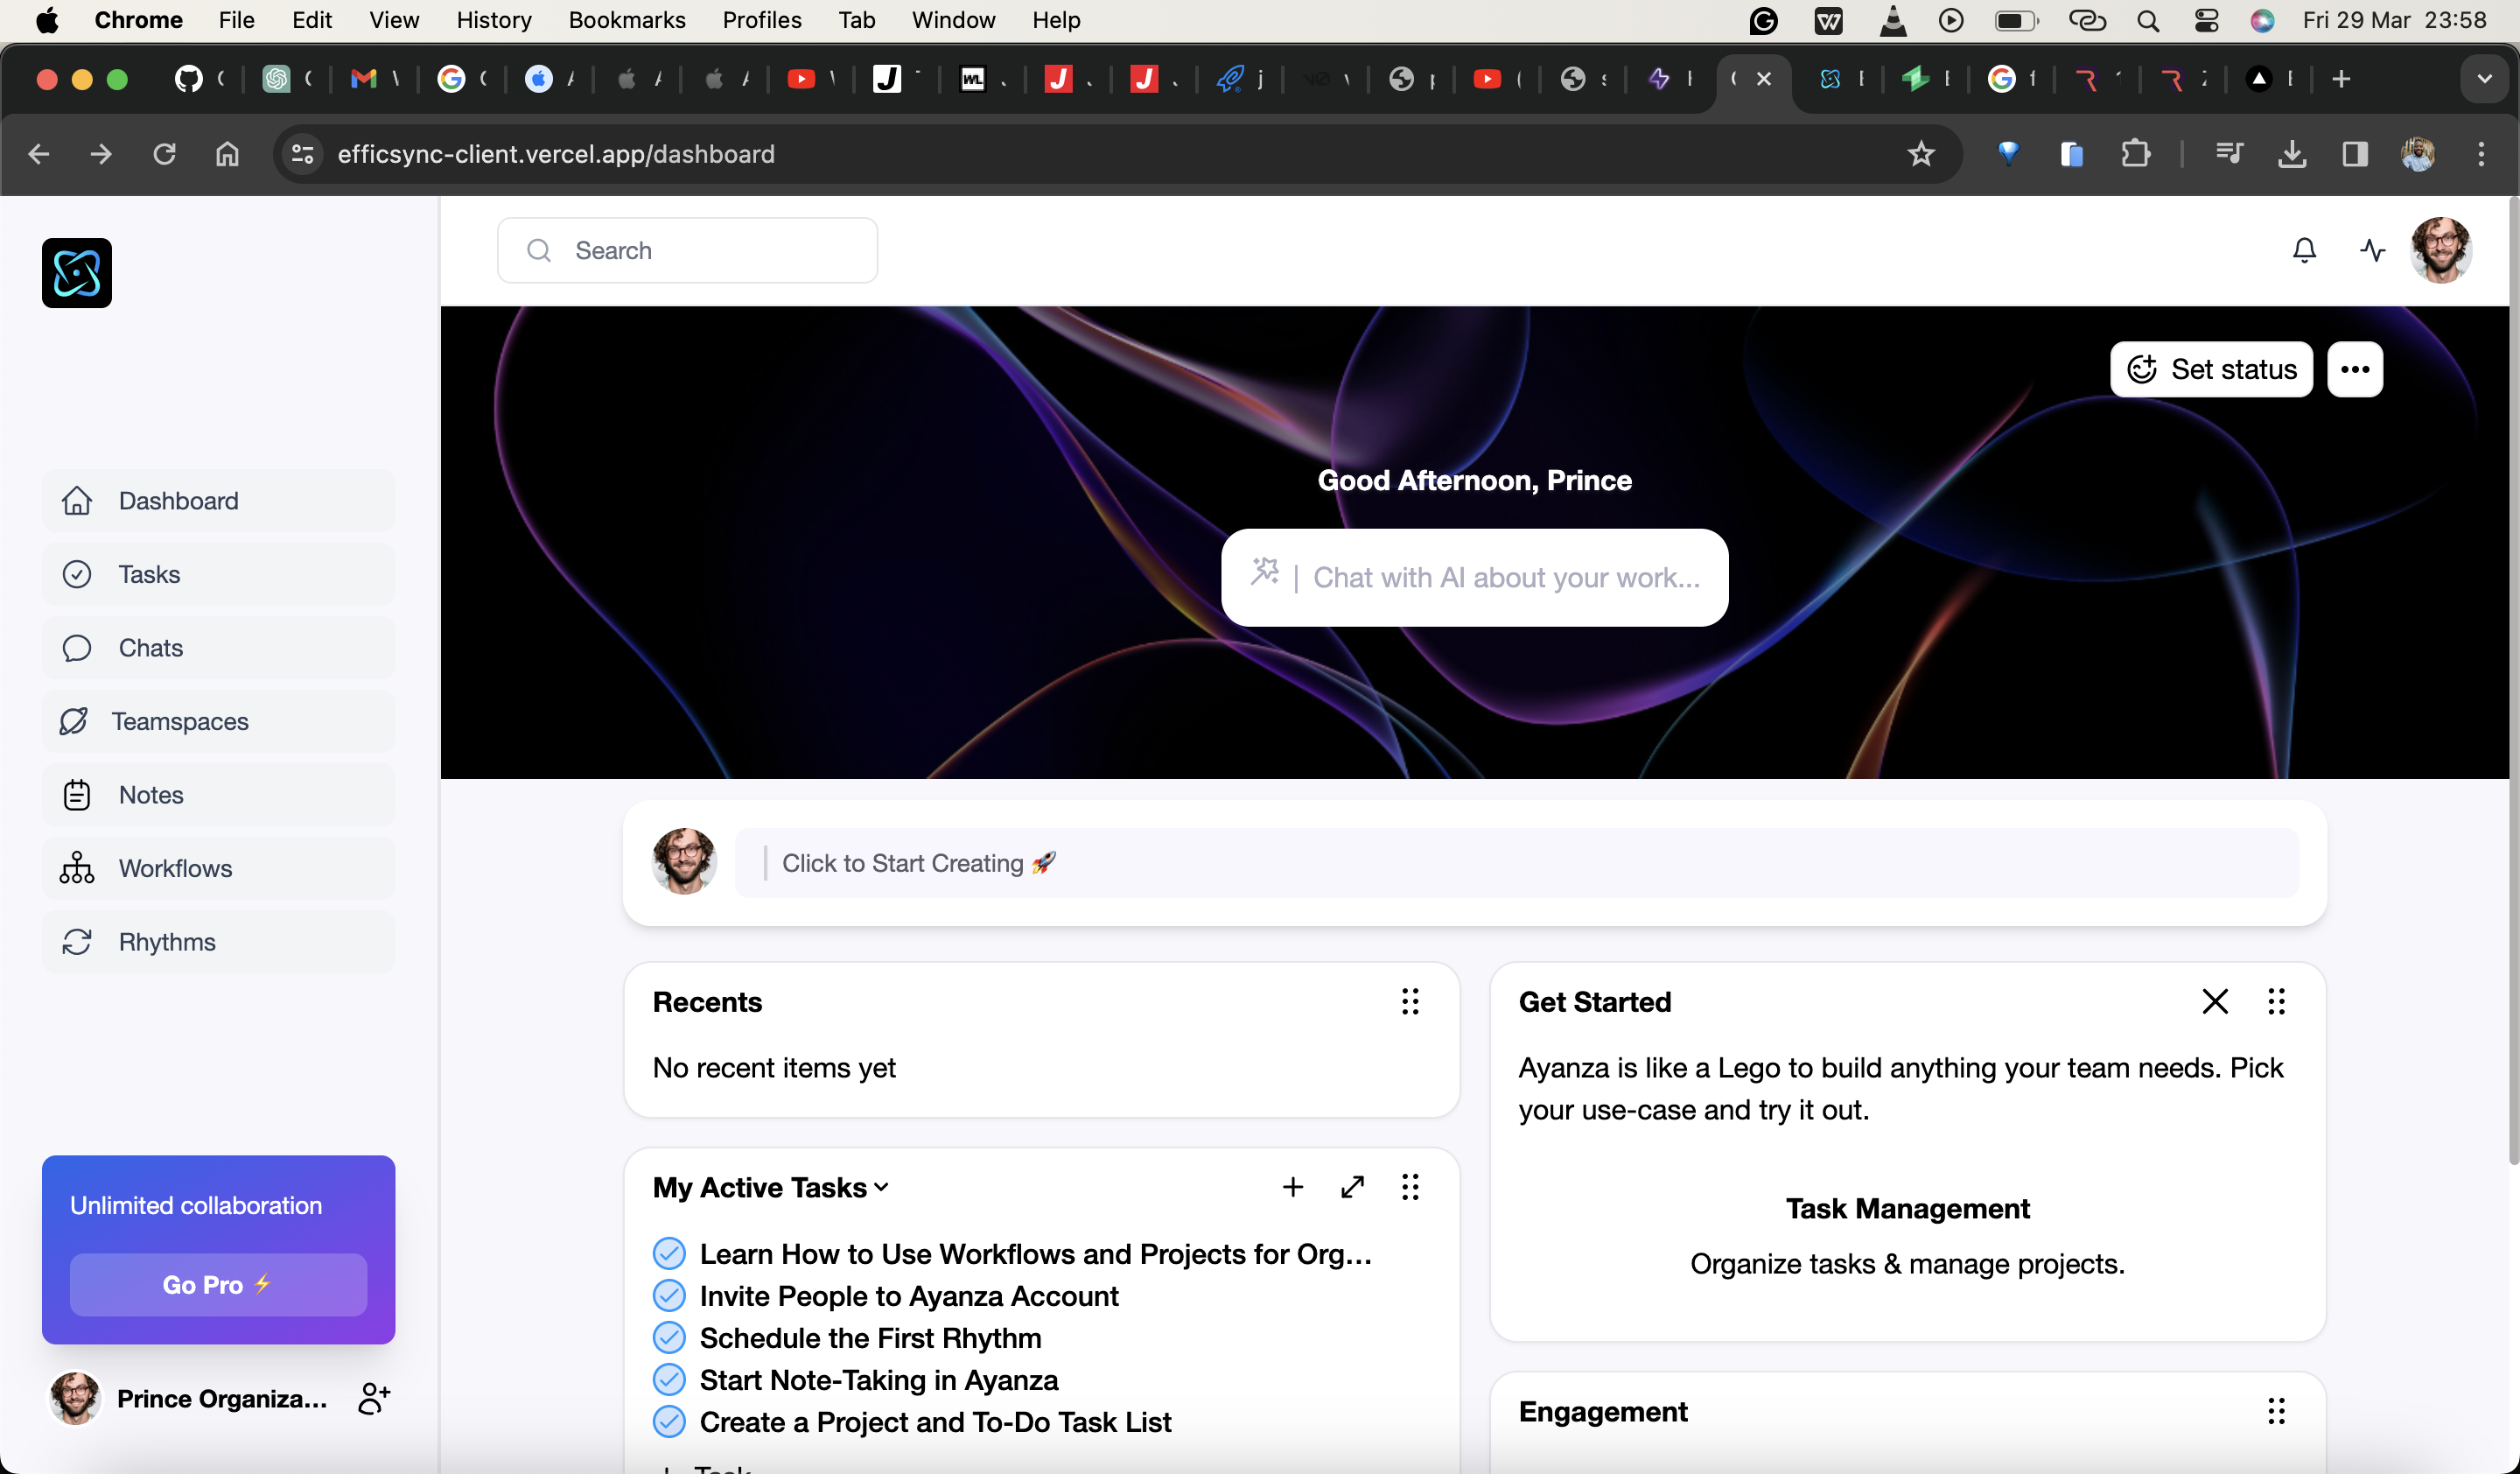 Chrome File Edit View History Bookmarks Profiles Tab Window Help Fri 29 Mar 23:58
efficsync-client.vercel.app/dashboard
Search
Set status
Good Afternoon, Prince
Chat with AI about your work...
Dashboard
Tasks
Chats
Teamspaces
Notes
Workflows
Rhythms
Unlimited collaboration
Go Pro ⚡
Prince Organiza...
Click to Start Creating 🚀
Recents
No recent items yet
My Active Tasks
Learn How to Use Workflows and Projects for Org...
Invite People to Ayanza Account
Schedule the First Rhythm
Start Note-Taking in Ayanza
Create a Project and To-Do Task List
Get Started
Ayanza is like a Lego to build anything your team needs. Pick
your use-case and try it out.
Task Management
Organize tasks & manage projects.
Engagement